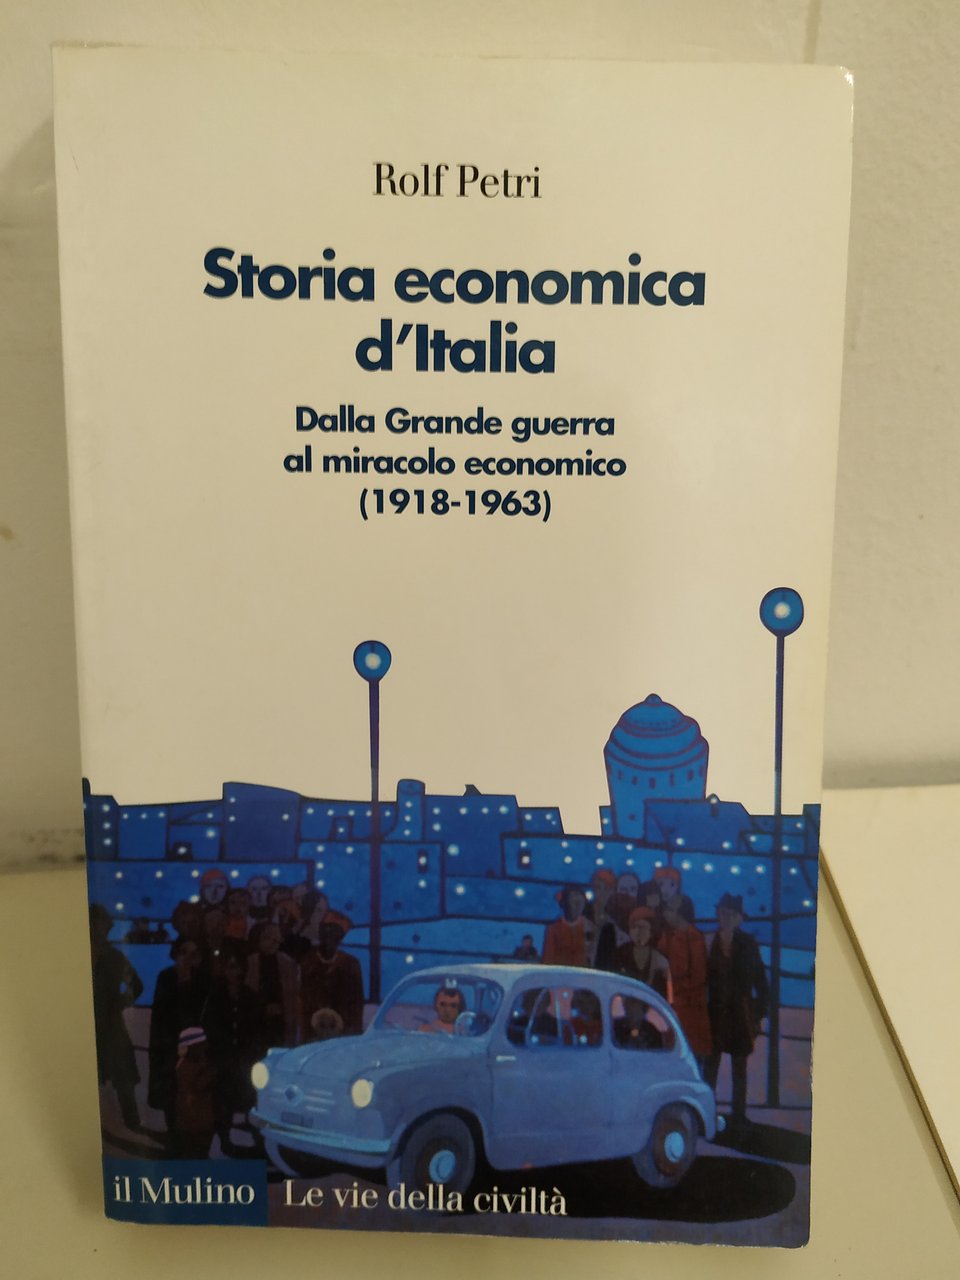 Rolf Petri
Storia economica
d'Italia
Dalla Grande guerra
al miracolo economico
(1918-1963)
il Mulino Le vie della civiltà